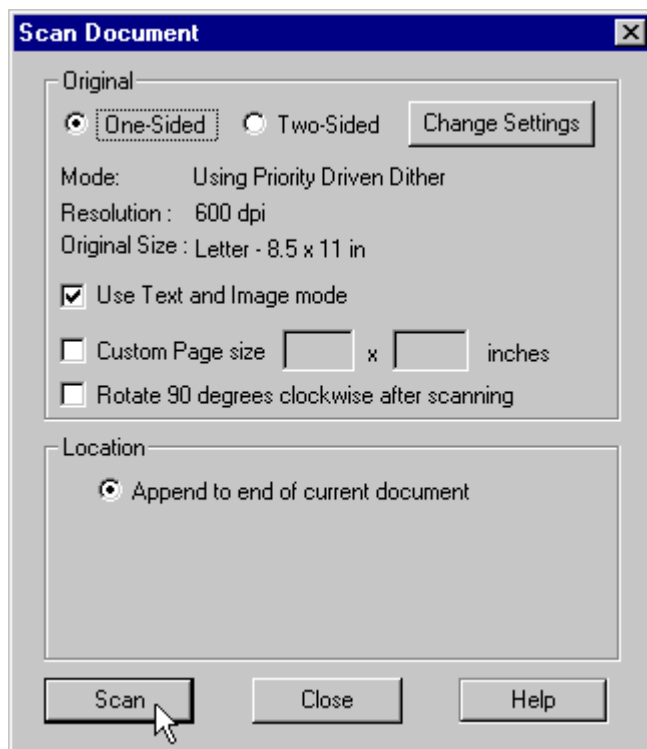 Scan Document
Original
One-Sided Two-Sided Change Settings
Mode: Using Priority Driven Dither
Resolution : 600 dpi
Original Size : Letter - 8.5 x 11 in
Use Text and Image mode
Custom Page size x inches
Rotate 90 degrees clockwise after scanning
Location
Append to end of current document
Scan Close Help